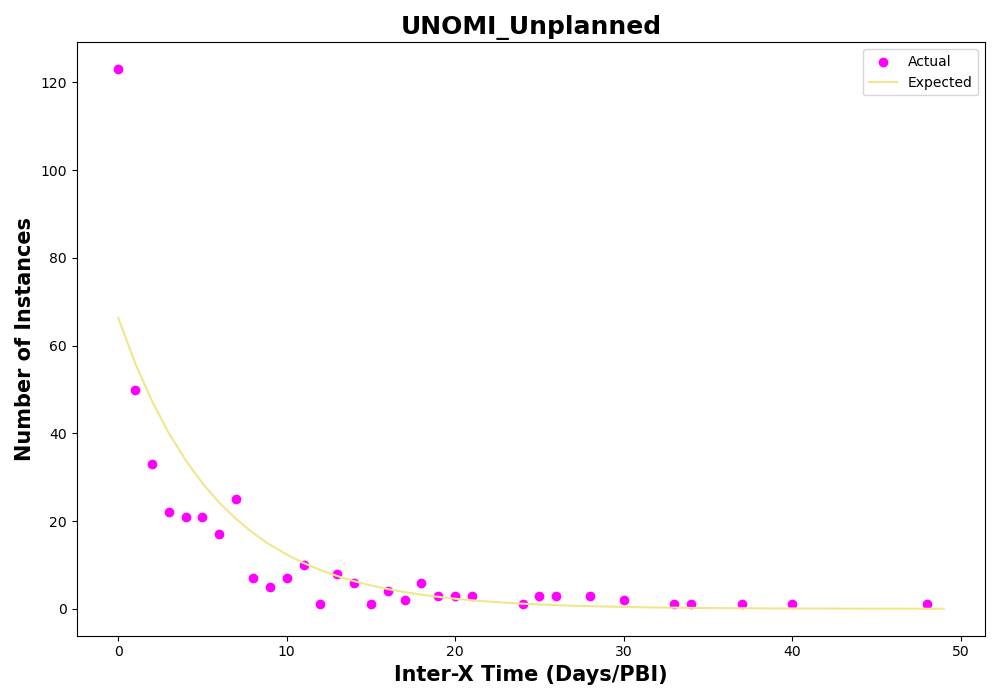 UNOMI_Unplanned
Actual
Expected
Number of Instances
120
100
80
60
40
20
0
0 10 20 30 40 50
Inter-X Time (Days/PBI)